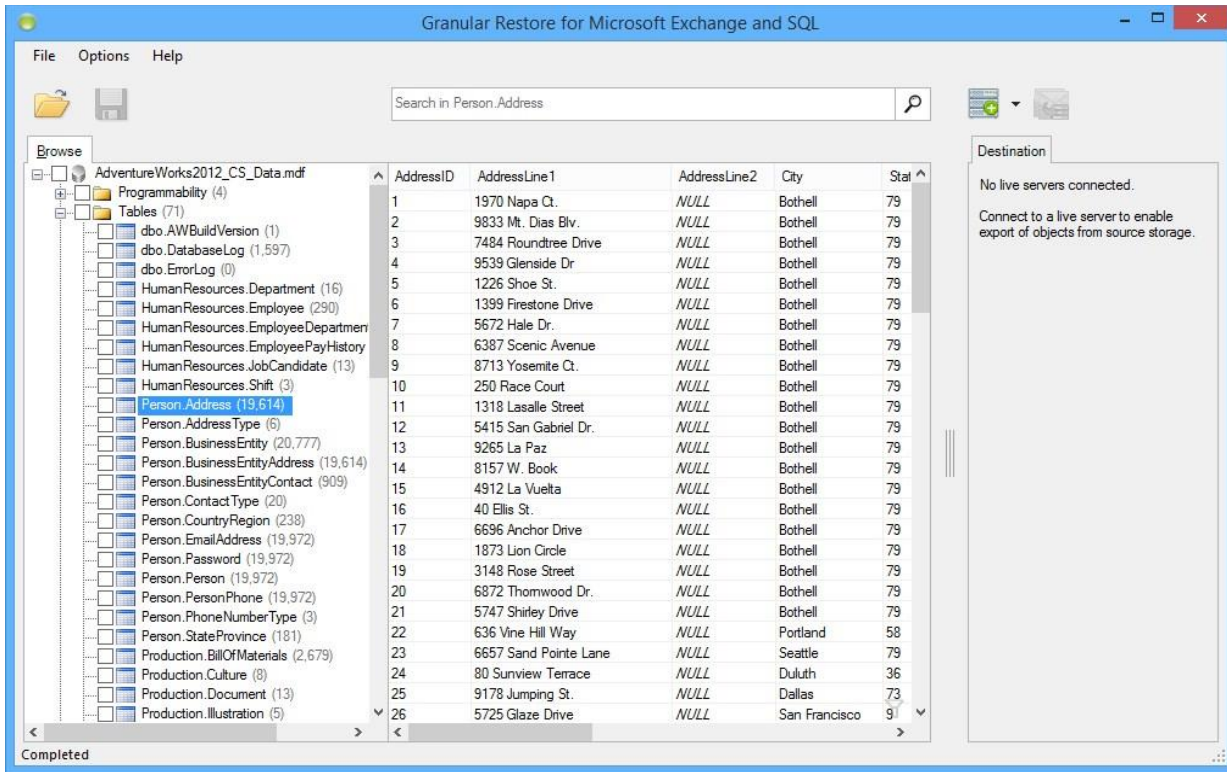 Granular Restore for Microsoft Exchange and SQL
File Options Help
Search in Person.Address
Browse
AdventureWorks2012_CS_Data.mdf
Programmability (4)
Tables (71)
dbo.AWBuildVersion (1)
dbo.DatabaseLog (1,597)
dbo.ErrorLog (0)
HumanResources.Department (16)
HumanResources.Employee (290)
HumanResources.EmployeeDepartmen
HumanResources.EmployeePayHistory
HumanResources.JobCandidate (13)
HumanResources.Shift (3)
Person.Address (19,614)
Person.AddressType (6)
Person.BusinessEntity (20,777)
Person.BusinessEntityAddress (19,614)
Person.BusinessEntityContact (909)
Person.ContactType (20)
Person.CountryRegion (238)
Person.EmailAddress (19,972)
Person.Password (19,972)
Person.Person (19,972)
Person.PersonPhone (19,972)
Person.PhoneNumberType (3)
Person.StateProvince (181)
Production.BillOfMaterials (2,679)
Production.Culture (8)
Production.Document (13)
Production.Illustration (5)
AddressID AddressLine1 AddressLine2 City Stat
1 1970 Napa Ct. NULL Bothell 79
2 9833 Mt. Dias Blv. NULL Bothell 79
3 7484 Roundtree Drive NULL Bothell 79
4 9539 Glenside Dr NULL Bothell 79
5 1226 Shoe St. NULL Bothell 79
6 1399 Firestone Drive NULL Bothell 79
7 5672 Hale Dr. NULL Bothell 79
8 6387 Scenic Avenue NULL Bothell 79
9 8713 Yosemite Ct. NULL Bothell 79
10 250 Race Court NULL Bothell 79
11 1318 Lasalle Street NULL Bothell 79
12 5415 San Gabriel Dr. NULL Bothell 79
13 9265 La Paz NULL Bothell 79
14 8157 W. Book NULL Bothell 79
15 4912 La Vuelta NULL Bothell 79
16 40 Ellis St. NULL Bothell 79
17 6696 Anchor Drive NULL Bothell 79
18 1873 Lion Circle NULL Bothell 79
19 3148 Rose Street NULL Bothell 79
20 6872 Thornwood Dr. NULL Bothell 79
21 5747 Shirley Drive NULL Bothell 79
22 636 Vine Hill Way NULL Portland 58
23 6657 Sand Pointe Lane NULL Seattle 79
24 80 Sunview Terrace NULL Duluth 36
25 9178 Jumping St. NULL Dallas 73
26 5725 Glaze Drive NULL San Francisco 9
Destination
No live servers connected.
Connect to a live server to enable
export of objects from source storage.
Completed